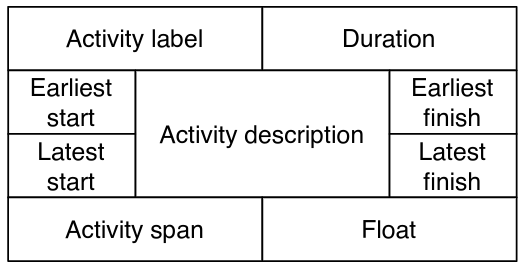 Activity label
Duration
Earliest
start
Activity description
Earliest
finish
Latest
start
Latest
finish
Activity span
Float